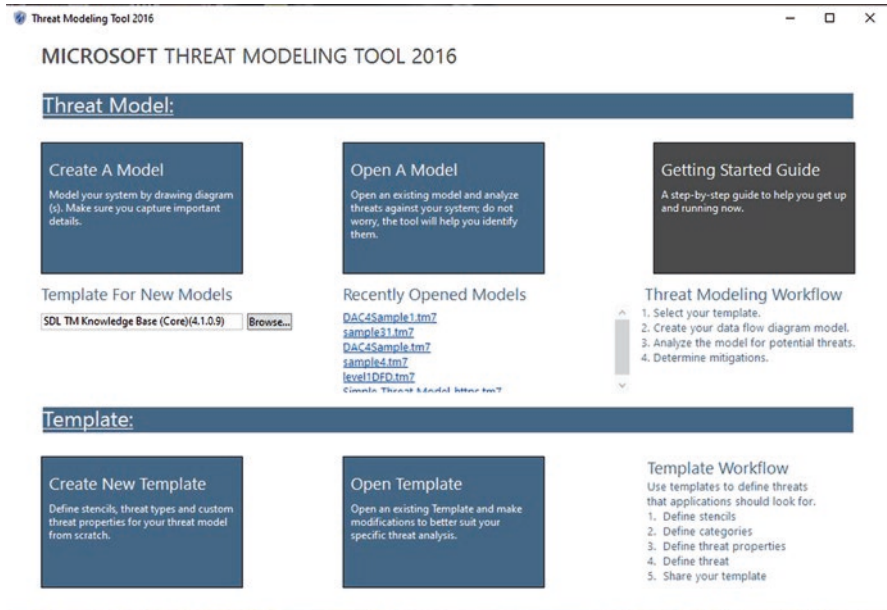 Threat Modeling Tool 2016
MICROSOFT THREAT MODELING TOOL 2016
Threat Model:
Create A Model
Model your system by drawing diagram
(s). Make sure you capture important
details.
Open A Model
Open an existing model and analyze
threats against your system; do not
worry, the tool will help you identify
them.
Getting Started Guide
A step-by-step guide to help you get up
and running now.
Template For New Models
SDL TM Knowledge Base (Core)(4.1.0.9)
Browse...
Recently Opened Models
DAC4Sample1.tm7
sample31.tm7
DAC4Sample.tm7
sample4.tm7
level1DFD.tm7
Simple Threat Model https.tm7
Threat Modeling Workflow
1. Select your template.
2. Create your data flow diagram model.
3. Analyze the model for potential threats.
4. Determine mitigations.
Template:
Create New Template
Define stencils, threat types and custom
threat properties for your threat model
from scratch.
Open Template
Open an existing Template and make
modifications to better suit your
specific threat analysis.
Template Workflow
Use templates to define threats
that applications should look for.
1. Define stencils
2. Define categories
3. Define threat properties
4. Define threat
5. Share your template